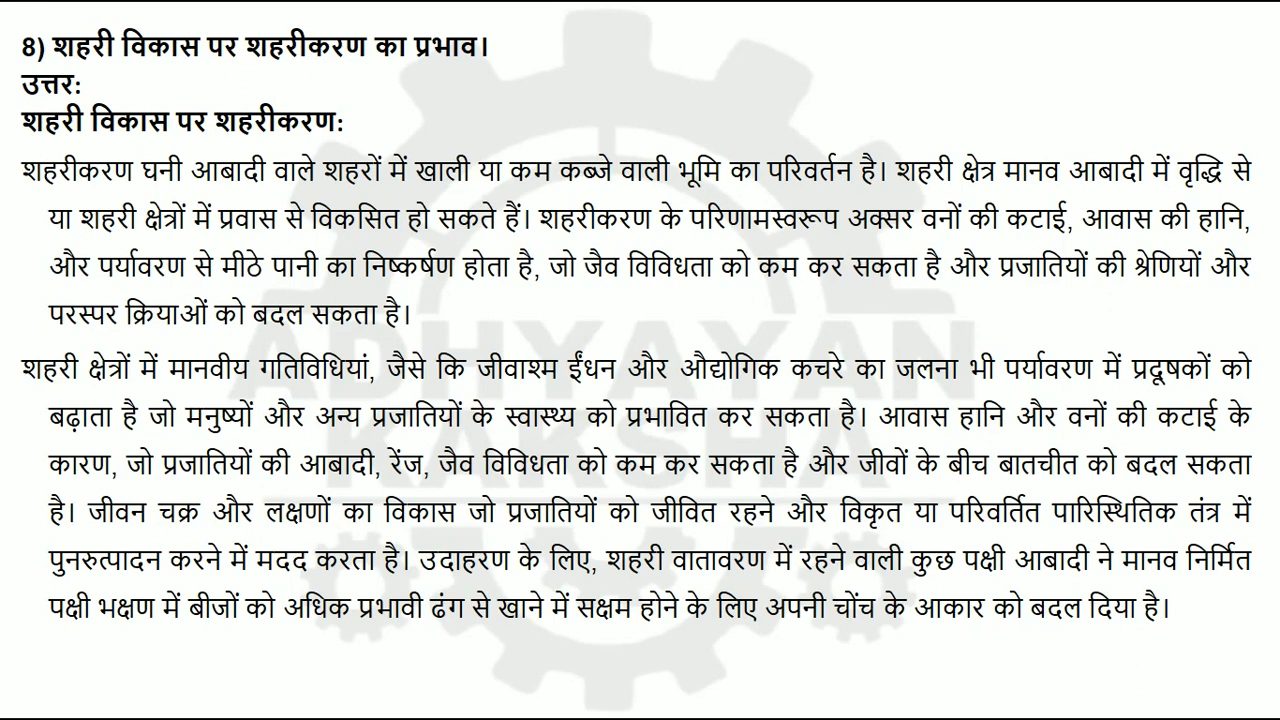 8) शहरी विकास पर शहरीकरण का प्रभाव।
उत्तर:
शहरी विकास पर शहरीकरण:
शहरीकरण घनी आबादी वाले शहरों में खाली या कम कब्जे वाली भूमि का परिवर्तन है। शहरी क्षेत्र मानव आबादी में वृद्धि से
या शहरी क्षेत्रों में प्रवास से विकसित हो सकते हैं। शहरीकरण के परिणामस्वरूप अक्सर वनों की कटाई, आवास की हानि,
और पर्यावरण से मीठे पानी का निष्कर्षण होता है, जो जैव विविधता को कम कर सकता है और प्रजातियों की श्रेणियों और
परस्पर क्रियाओं को बदल सकता है।
शहरी क्षेत्रों में मानवीय गतिविधियां, जैसे कि जीवाश्म ईंधन और औद्योगिक कचरे का जलना भी पर्यावरण में प्रदूषकों को
बढ़ाता है जो मनुष्यों और अन्य प्रजातियों के स्वास्थ्य को प्रभावित कर सकता है। आवास हानि और वनों की कटाई के
कारण, जो प्रजातियों की आबादी, रेंज, जैव विविधता को कम कर सकता है और जीवों के बीच बातचीत को बदल सकता
है। जीवन चक्र और लक्षणों का विकास जो प्रजातियों को जीवित रहने और विकृत या परिवर्तित पारिस्थितिक तंत्र में
पुनरुत्पादन करने में मदद करता है। उदाहरण के लिए, शहरी वातावरण में रहने वाली कुछ पक्षी आबादी ने मानव निर्मित
पक्षी भक्षण में बीजों को अधिक प्रभावी ढंग से खाने में सक्षम होने के लिए अपनी चोंच के आकार को बदल दिया है।
ADHYAYAN
KAKSHA